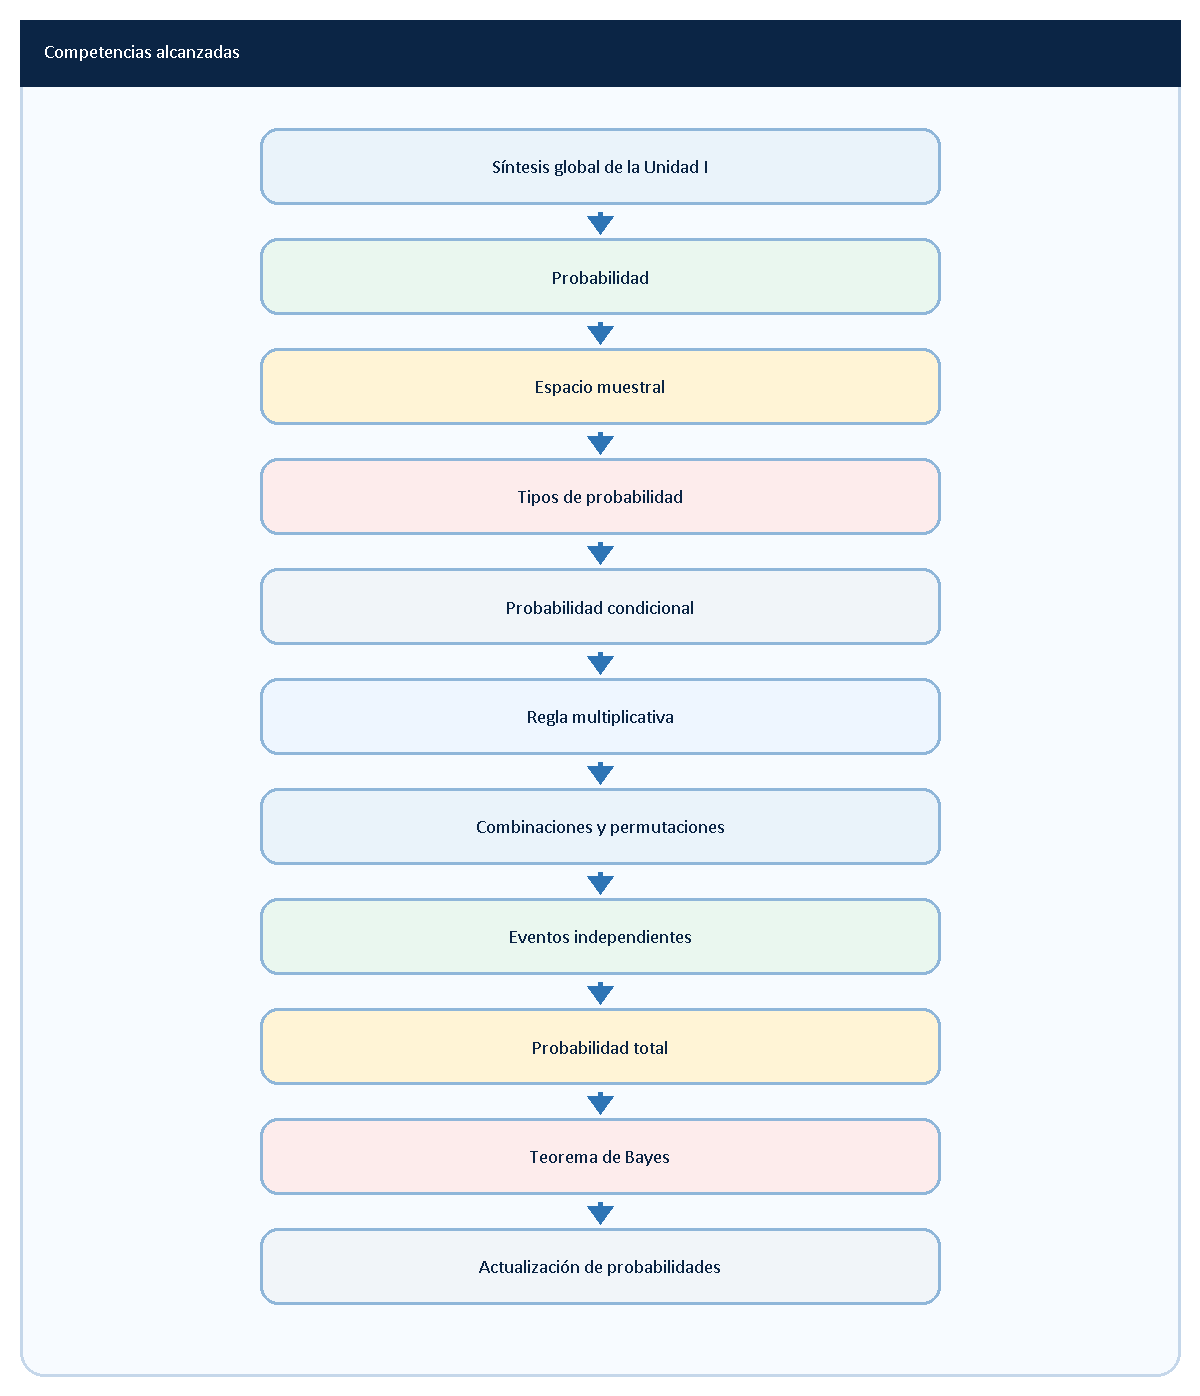 Competencias alcanzadas
Síntesis global de la Unidad I
Probabilidad
Espacio muestral
Tipos de probabilidad
Probabilidad condicional
Regla multiplicativa
Combinaciones y permutaciones
Eventos independientes
Probabilidad total
Teorema de Bayes
Actualización de probabilidades